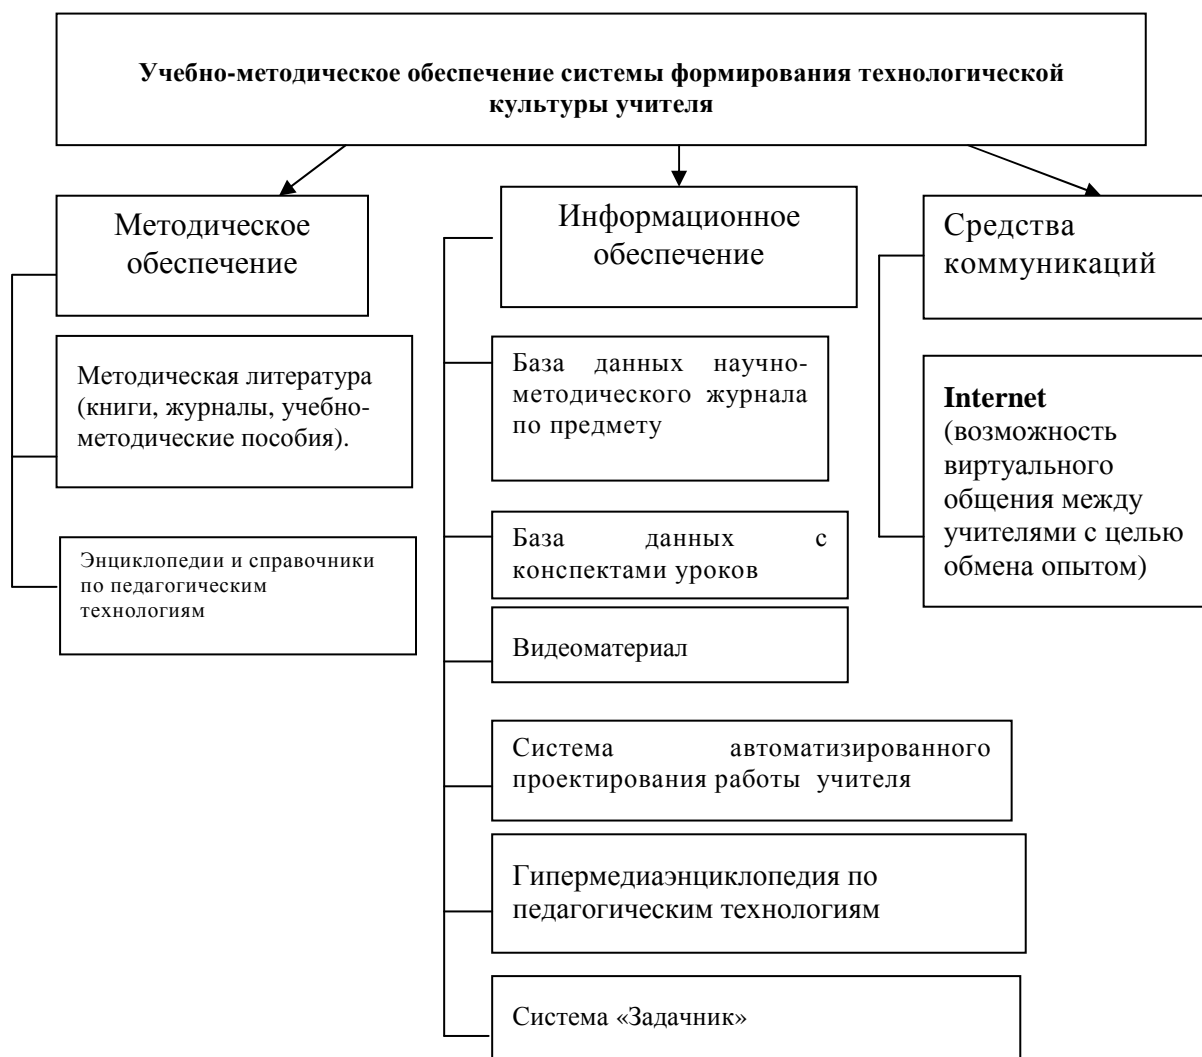 Учебно-методическое обеспечение системы формирования технологической
культуры учителя
Методическое
обеспечение
Методическая литература
(книги, журналы, учебно-
методические пособия).
Энциклопедии и справочники
по педагогическим
технологиям
Информационное
обеспечение
База данных научно-
методического журнала
по предмету
База данных с
конспектами уроков
Видеоматериал
Система автоматизированного
проектирования работы учителя
Гипермедиаэнциклопедия по
педагогическим технологиям
Система «Задачник»
Средства
коммуникаций
Internet
(возможность
виртуального
общения между
учителями с целью
обмена опытом)